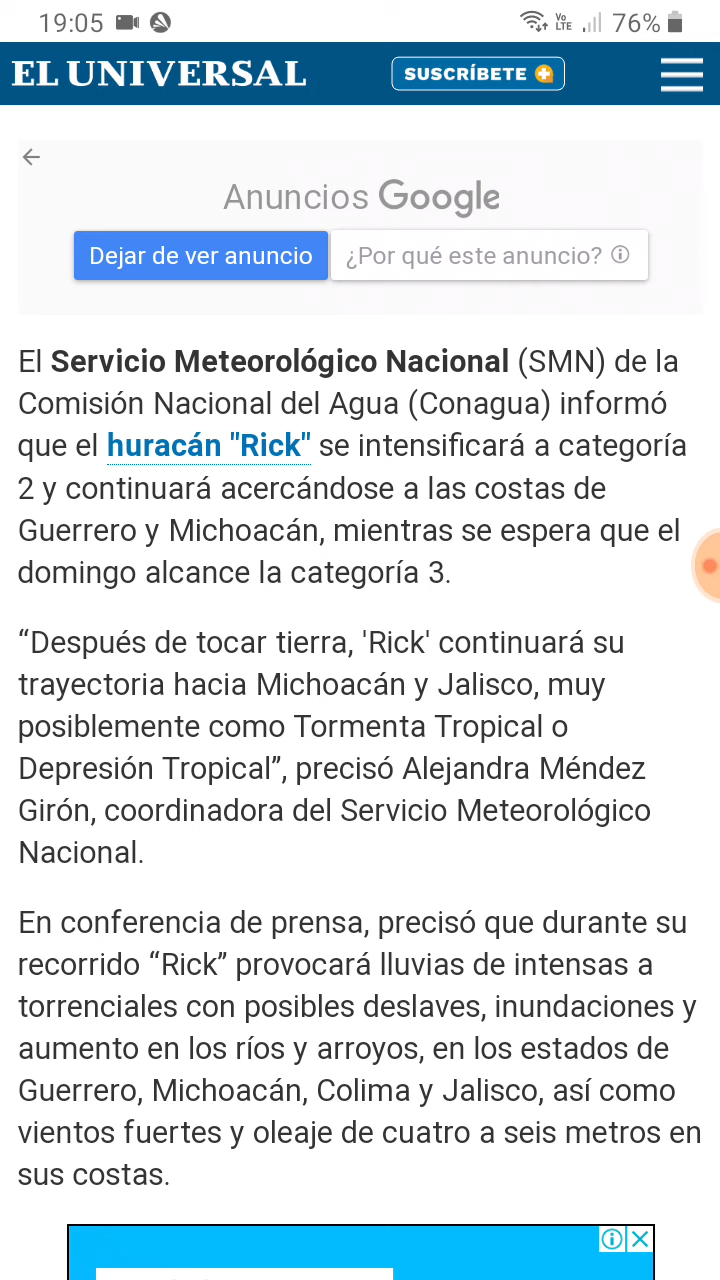 19:05 Vo LTE 76%
EL UNIVERSAL SUSCRÍBETE
Anuncios Google
Dejar de ver anuncio ¿Por qué este anuncio?
El Servicio Meteorológico Nacional (SMN) de la
Comisión Nacional del Agua (Conagua) informó
que el huracán "Rick" se intensificará a categoría
2 y continuará acercándose a las costas de
Guerrero y Michoacán, mientras se espera que el
domingo alcance la categoría 3.
“Después de tocar tierra, 'Rick' continuará su
trayectoria hacia Michoacán y Jalisco, muy
posiblemente como Tormenta Tropical o
Depresión Tropical”, precisó Alejandra Méndez
Girón, coordinadora del Servicio Meteorológico
Nacional.
En conferencia de prensa, precisó que durante su
recorrido “Rick” provocará lluvias de intensas a
torrenciales con posibles deslaves, inundaciones y
aumento en los ríos y arroyos, en los estados de
Guerrero, Michoacán, Colima y Jalisco, así como
vientos fuertes y oleaje de cuatro a seis metros en
sus costas.